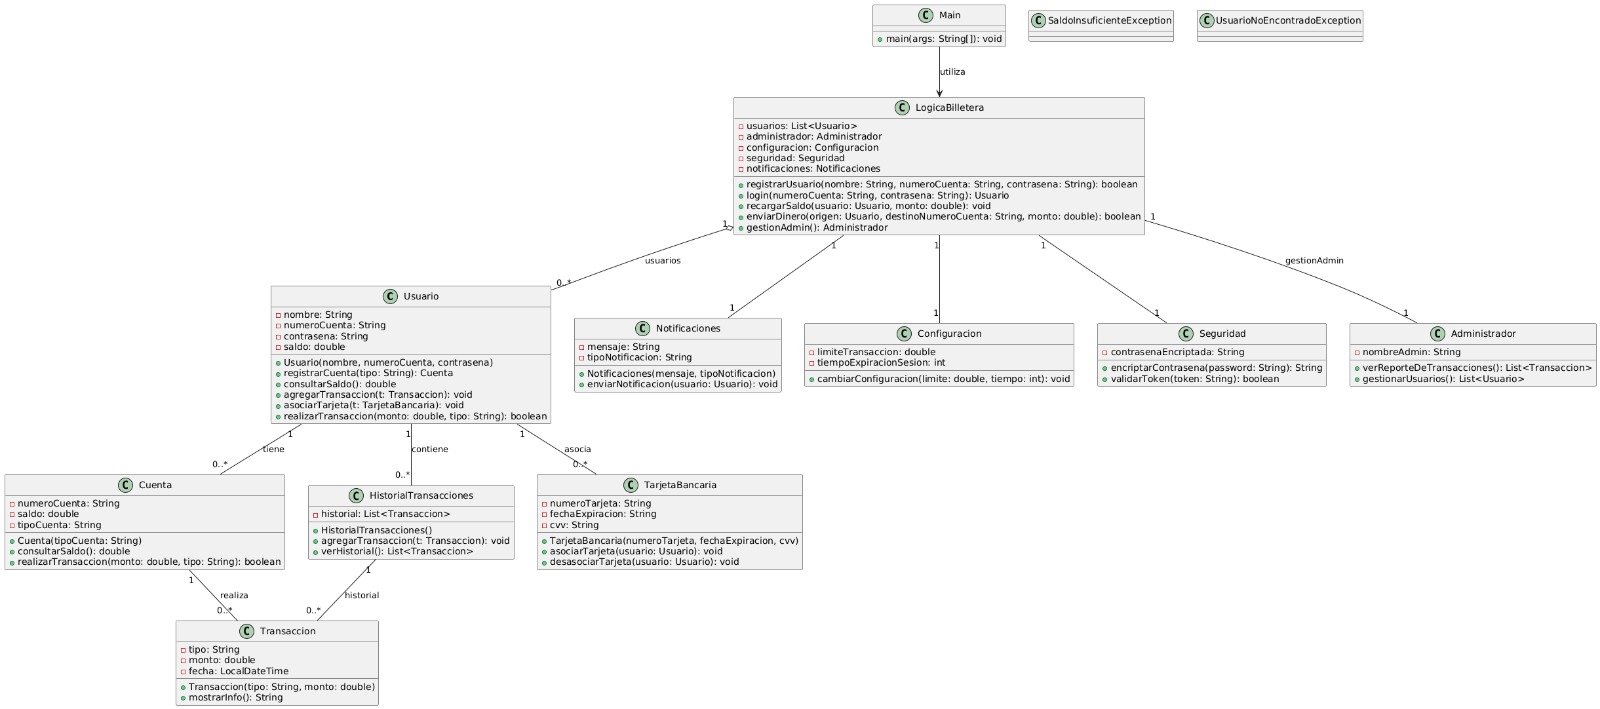 C Main
main(args: String[]): void
C SaldoInsuficienteException
C UsuarioNoEncontradoException
utiliza
C LogicaBilletera
usuarios: List<Usuario>
administrador: Administrador
configuracion: Configuracion
seguridad: Seguridad
notificaciones: Notificaciones
registrarUsuario(nombre: String, numeroCuenta: String, contrasena: String): boolean
login(numeroCuenta: String, contrasena: String): Usuario
recargarSaldo(usuario: Usuario, monto: double): void
enviarDinero(origen: Usuario, destinoNumeroCuenta: String, monto: double): boolean
gestionAdmin(): Administrador
1
usuarios
0..*
1
1
1
1
1
1
gestionAdmin
1
1
C Usuario
nombre: String
numeroCuenta: String
contrasena: String
saldo: double
Usuario(nombre, numeroCuenta, contrasena)
registrarCuenta(tipo: String): Cuenta
consultarSaldo(): double
agregarTransaccion(t: Transaccion): void
asociarTarjeta(t: TarjetaBancaria): void
realizarTransaccion(monto: double, tipo: String): boolean
C Notificaciones
mensaje: String
tipoNotificacion: String
Notificaciones(mensaje, tipoNotificacion)
enviarNotificacion(usuario: Usuario): void
C Configuracion
limiteTransaccion: double
tiempoExpiracionSesion: int
cambiarConfiguracion(limite: double, tiempo: int): void
C Seguridad
contrasenaEncriptada: String
encriptarContrasena(password: String): String
validarToken(token: String): boolean
C Administrador
nombreAdmin: String
verReporteDeTransacciones(): List<Transaccion>
gestionarUsuarios(): List<Usuario>
1
tiene
0..*
1
contiene
0..*
1
asocia
0..*
C Cuenta
numeroCuenta: String
saldo: double
tipoCuenta: String
Cuenta(tipoCuenta: String)
consultarSaldo(): double
realizarTransaccion(monto: double, tipo: String): boolean
C HistorialTransacciones
historial: List<Transaccion>
HistorialTransacciones()
agregarTransaccion(t: Transaccion): void
verHistorial(): List<Transaccion>
C TarjetaBancaria
numeroTarjeta: String
fechaExpiracion: String
cvv: String
TarjetaBancaria(numeroTarjeta, fechaExpiracion, cvv)
asociarTarjeta(usuario: Usuario): void
desasociarTarjeta(usuario: Usuario): void
1
realiza
0..*
1
historial
0..*
C Transaccion
tipo: String
monto: double
fecha: LocalDateTime
Transaccion(tipo: String, monto: double)
mostrarInfo(): String